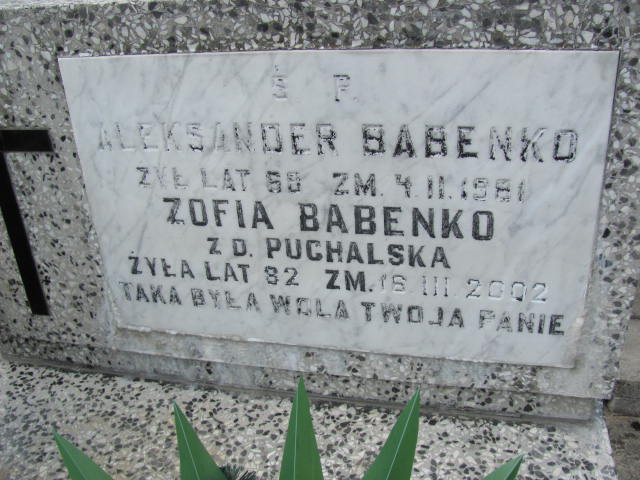 Ś P.
ALEKSANDER BABENKO
ŻYŁ LAT 68 ZM. 4.II.1981
ZOFIA BABENKO
Z D. PUCHALSKA
ŻYŁA LAT 82 ZM. 16 III. 2002
TAKA BYŁA WOLA TWOJA PANIE